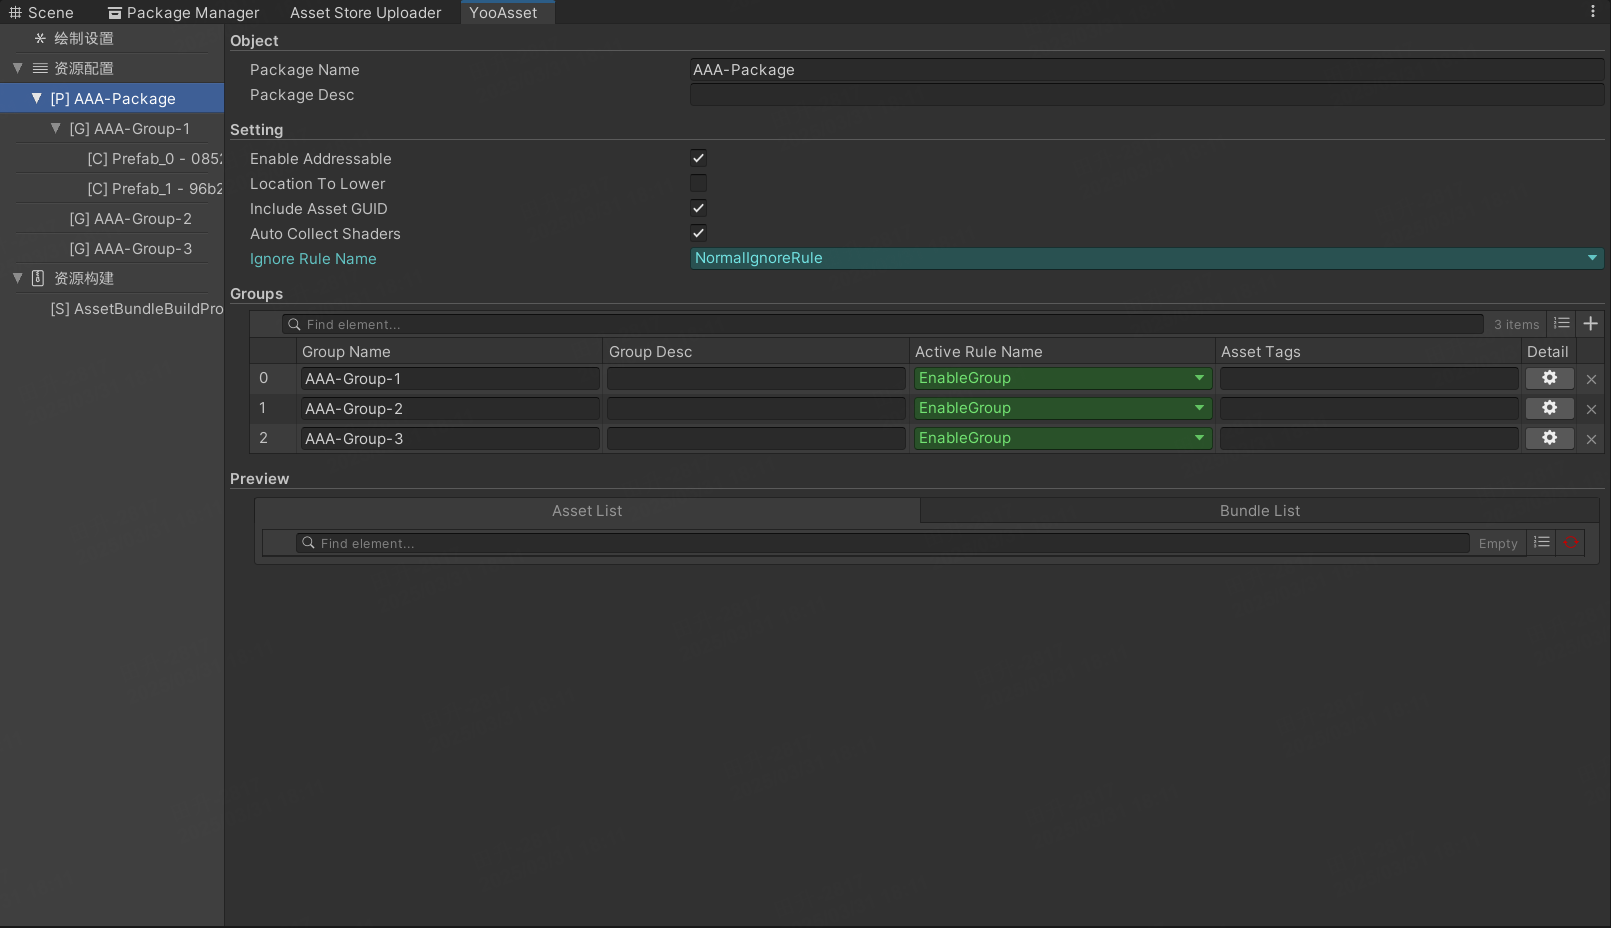 Scene
Package Manager
Asset Store Uploader
YooAsset
绘制设置
资源配置
[P] AAA-Package
[G] AAA-Group-1
[C] Prefab_0 - 085
[C] Prefab_1 - 96b2
[G] AAA-Group-2
[G] AAA-Group-3
资源构建
[S] AssetBundleBuildPro
Object
Package Name AAA-Package
Package Desc
Setting
Enable Addressable
Location To Lower
Include Asset GUID
Auto Collect Shaders
Ignore Rule Name NormalIgnoreRule
Groups
Find element... 3 items
Group Name Group Desc Active Rule Name Asset Tags Detail
0 AAA-Group-1 EnableGroup
1 AAA-Group-2 EnableGroup
2 AAA-Group-3 EnableGroup
Preview
Asset List Bundle List
Find element... Empty